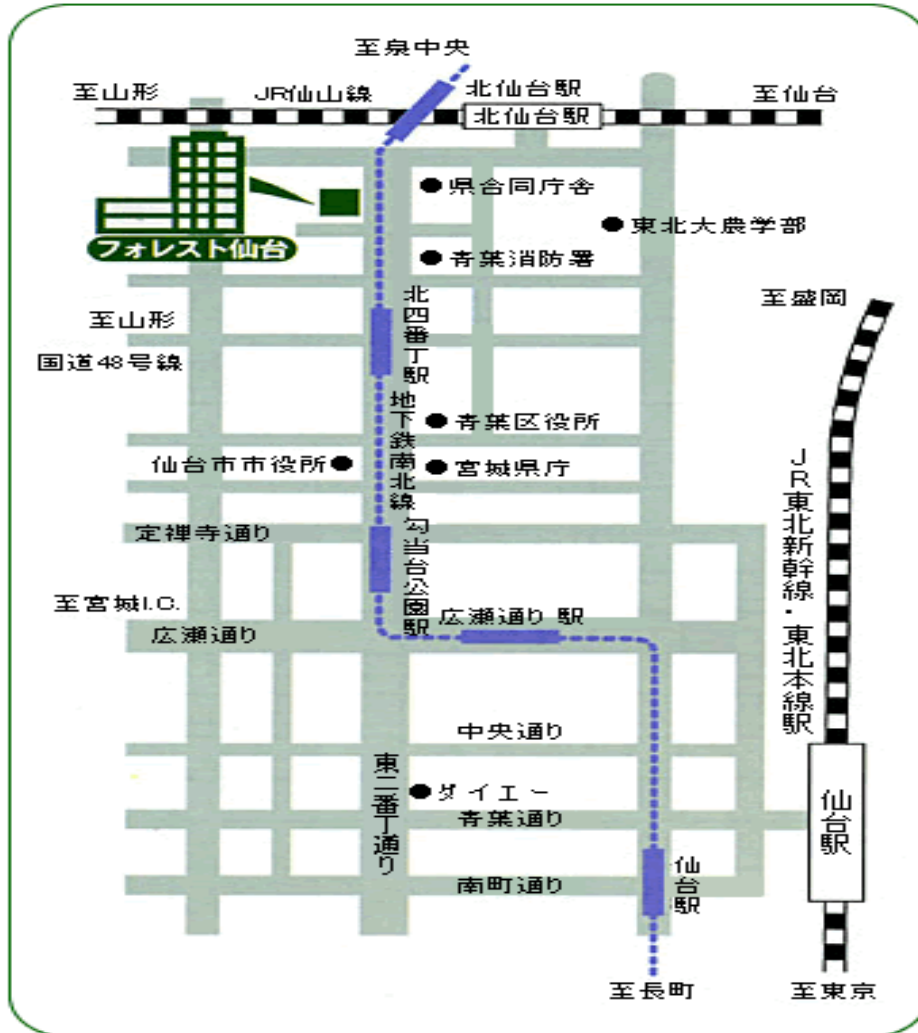 至泉中央
至山形
JR仙山線
北仙台駅
北仙台駅
至仙台
県合同庁舎
東北大農学部
フォレスト仙台
青葉消防署
至盛岡
至山形
北四番丁駅
国道48号線
地下鉄南北線
青葉区役所
仙台市市役所
宮城県庁
JR東北新幹線・東北本線駅
定禅寺通り
勾当台公園駅
至宮城I.C.
広瀬通り 駅
広瀬通り
中央通り
東二番丁通り
ダイエー
青葉通り
仙台駅
南町通り
仙台駅
至長町
至東京